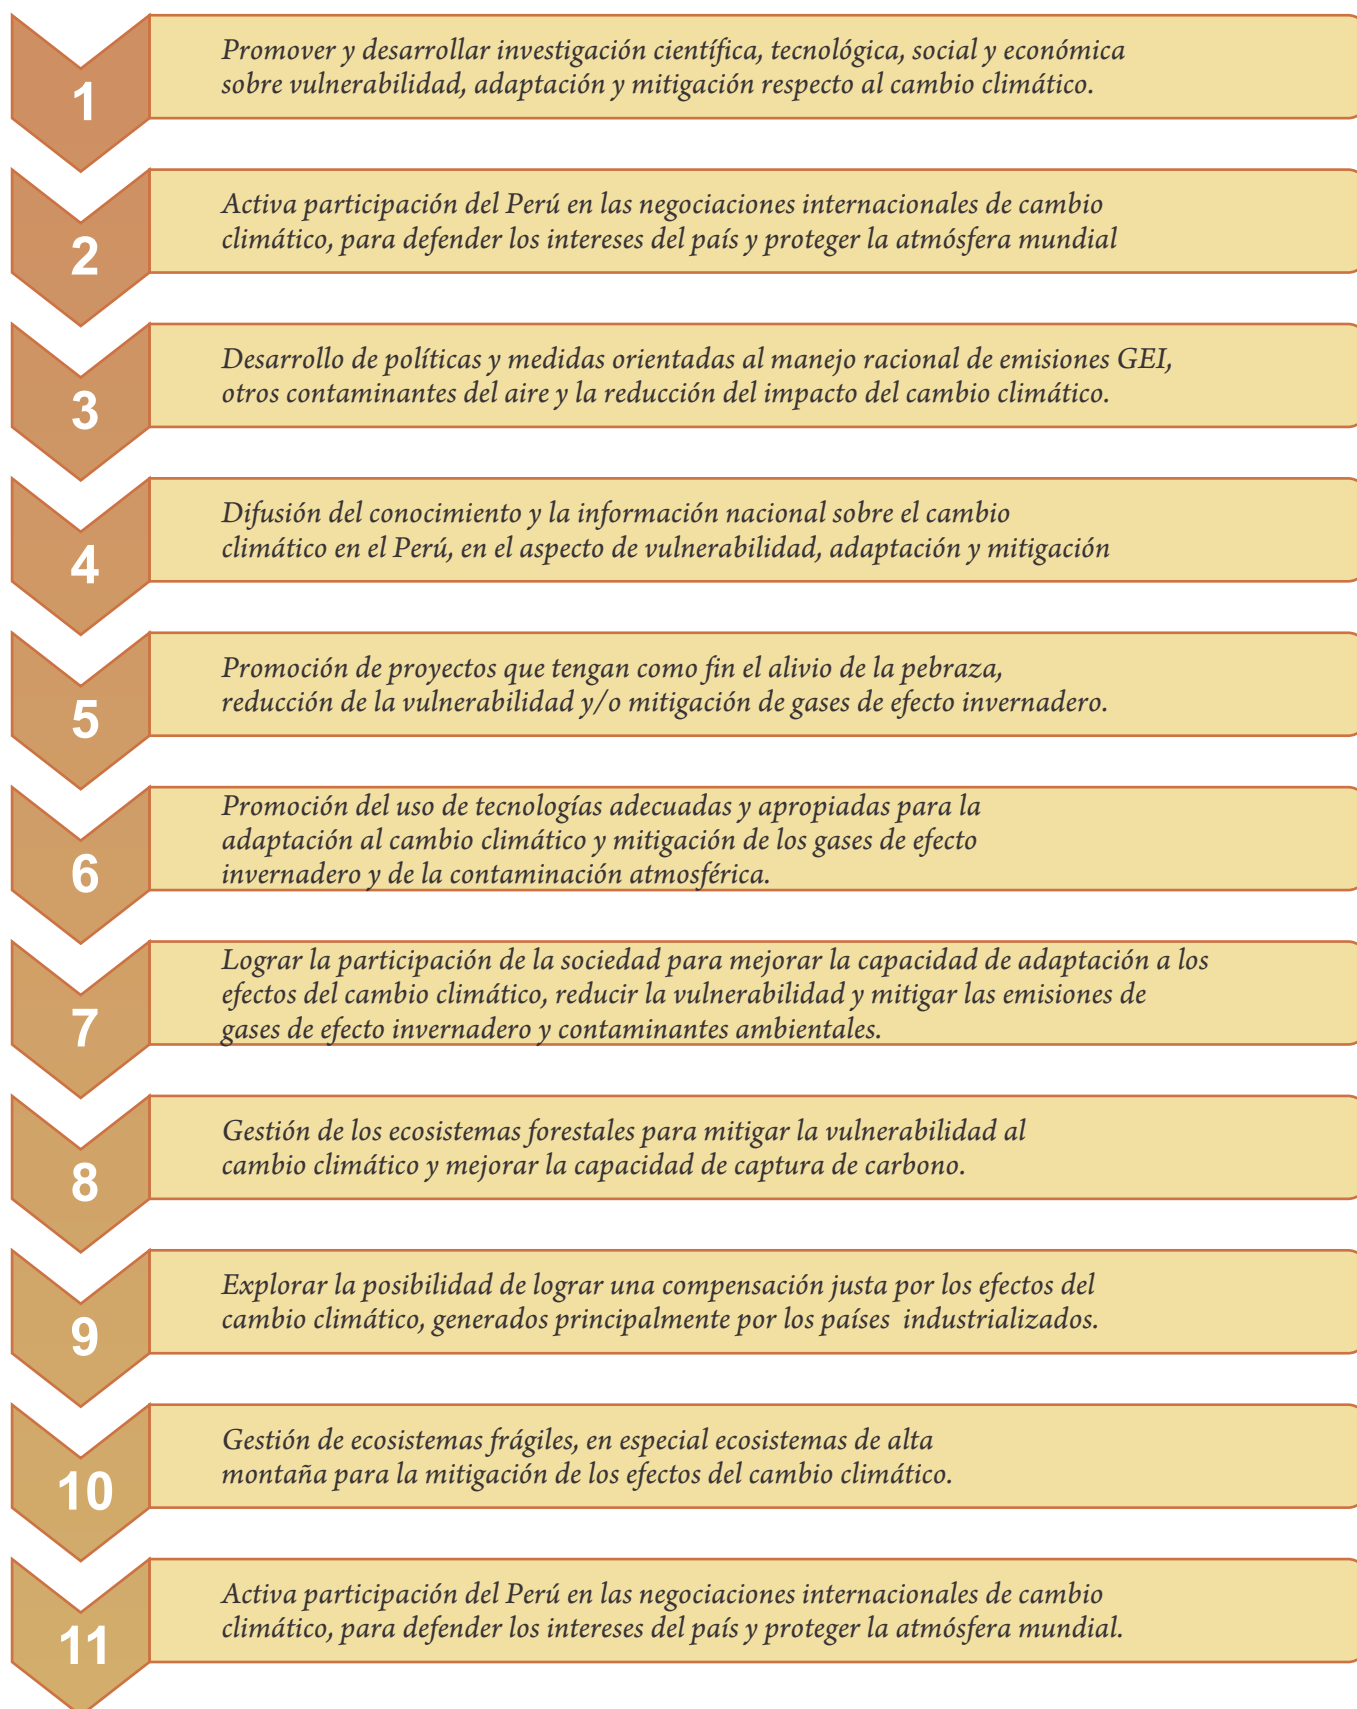 1
Promover y desarrollar investigación científica, tecnológica, social y económica
sobre vulnerabilidad, adaptación y mitigación respecto al cambio climático.
2
Activa participación del Perú en las negociaciones internacionales de cambio
climático, para defender los intereses del país y proteger la atmósfera mundial
3
Desarrollo de políticas y medidas orientadas al manejo racional de emisiones GEI,
otros contaminantes del aire y la reducción del impacto del cambio climático.
4
Difusión del conocimiento y la información nacional sobre el cambio
climático en el Perú, en el aspecto de vulnerabilidad, adaptación y mitigación
5
Promoción de proyectos que tengan como fin el alivio de la pebraza,
reducción de la vulnerabilidad y/o mitigación de gases de efecto invernadero.
6
Promoción del uso de tecnologías adecuadas y apropiadas para la
adaptación al cambio climático y mitigación de los gases de efecto
invernadero y de la contaminación atmosférica.
7
Lograr la participación de la sociedad para mejorar la capacidad de adaptación a los
efectos del cambio climático, reducir la vulnerabilidad y mitigar las emisiones de
gases de efecto invernadero y contaminantes ambientales.
8
Gestión de los ecosistemas forestales para mitigar la vulnerabilidad al
cambio climático y mejorar la capacidad de captura de carbono.
9
Explorar la posibilidad de lograr una compensación justa por los efectos del
cambio climático, generados principalmente por los países industrializados.
10
Gestión de ecosistemas frágiles, en especial ecosistemas de alta
montaña para la mitigación de los efectos del cambio climático.
11
Activa participación del Perú en las negociaciones internacionales de cambio
climático, para defender los intereses del país y proteger la atmósfera mundial.